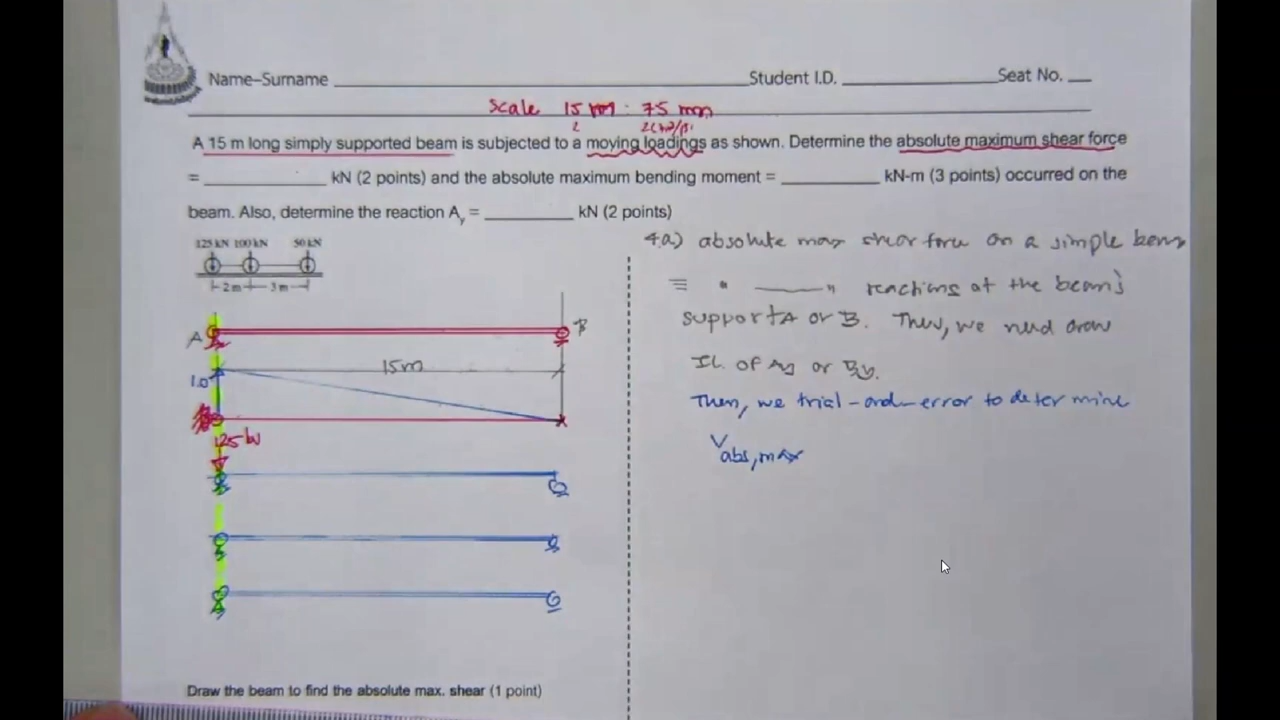 Name–Surname Student I.D. Seat No.
Scale 15 m : 75 mm
2
A 15 m long simply supported beam is subjected to a moving loadings as shown. Determine the absolute maximum shear force
= kN (2 points) and the absolute maximum bending moment = kN-m (3 points) occurred on the
beam. Also, determine the reaction Ay = kN (2 points)
125 kN 100 kN 50 kN
2 m 3 m
A B
15m
1.0
125 kN
4.a) absolute max shear force on a simple beam
≡ " " reactions at the beam's
support A or B. Then, we need draw
IL. of Ay or By.
Then, we trial-and-error to determine
Vabs,max
Draw the beam to find the absolute max. shear (1 point)